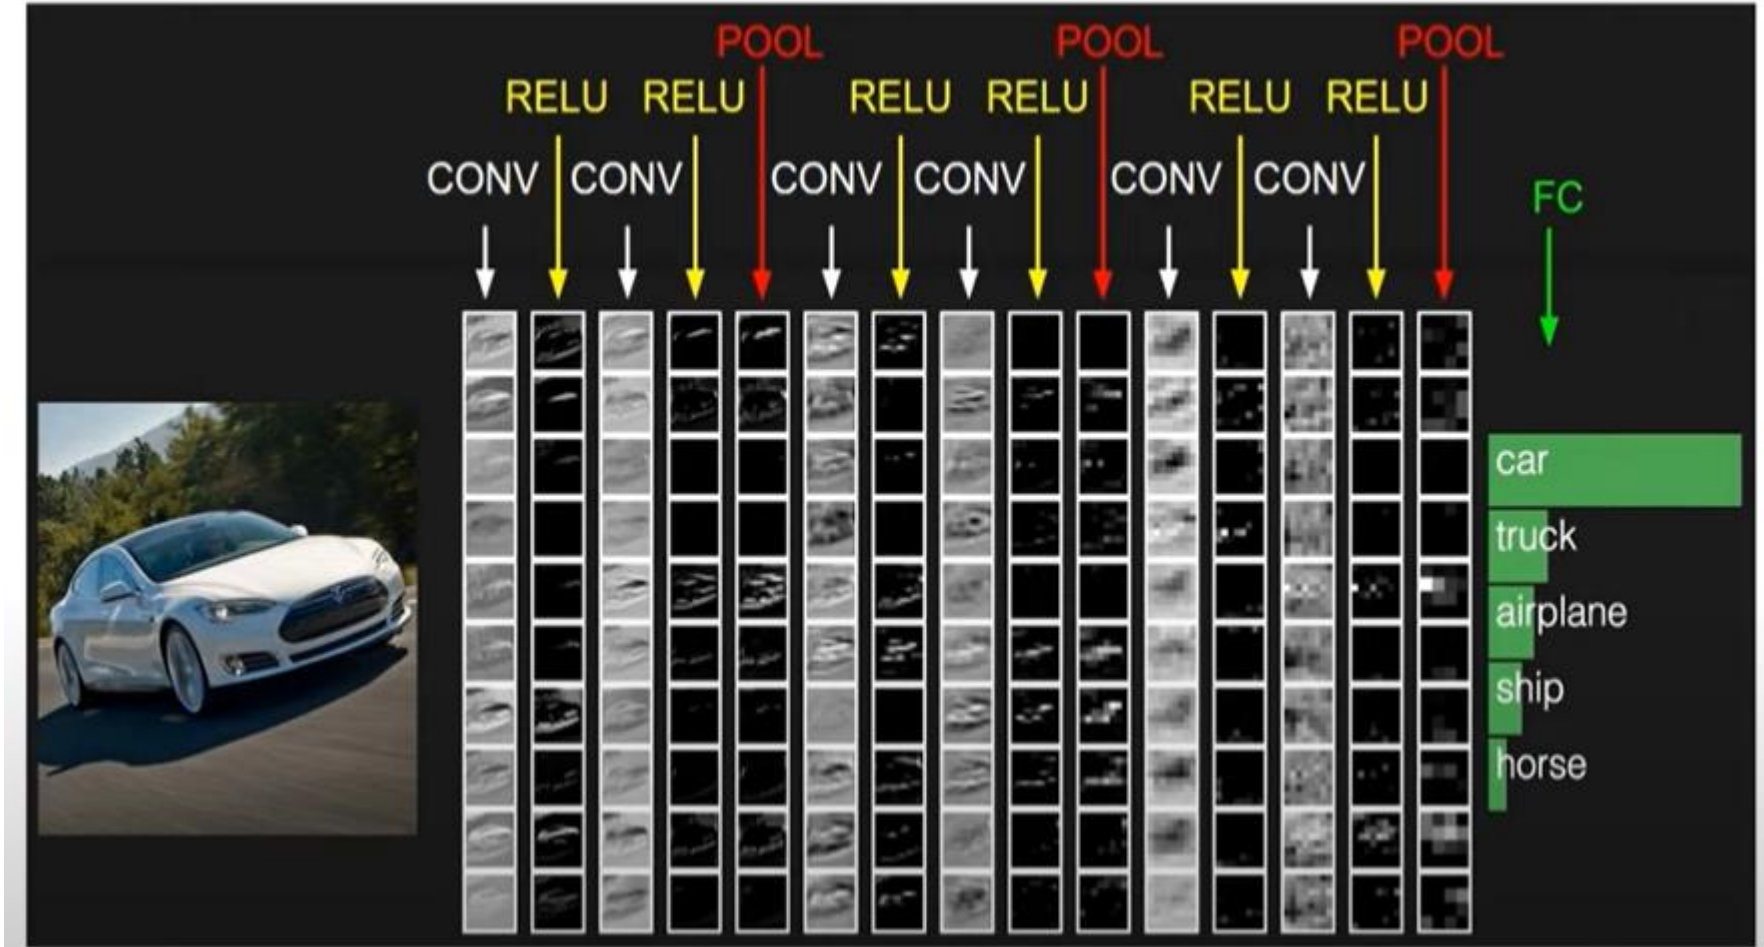 POOL POOL POOL
RELU RELU RELU RELU RELU RELU
CONV CONV CONV CONV CONV CONV
FC
car
truck
airplane
ship
horse